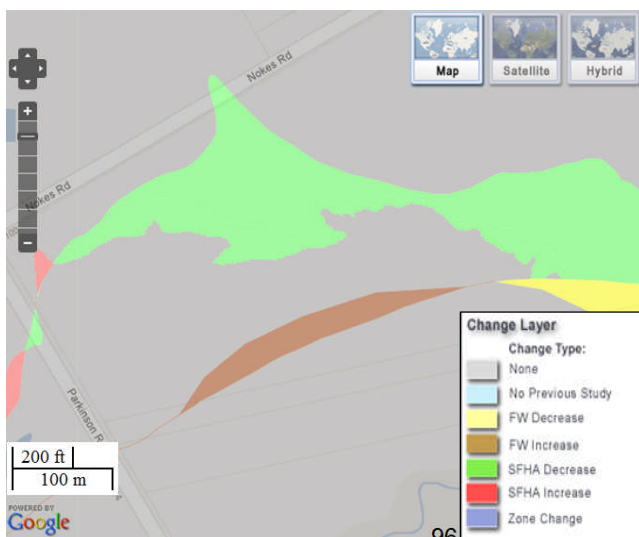 Nokes Rd
Map
Satellite
Hybrid
+
Nokes Rd
−
Parkinson R
200 ft
100 m
POWERED BY
Google
96
Change Layer
Change Type:
None
No Previous Study
FW Decrease
FW Increase
SFHA Decrease
SFHA Increase
Zone Change